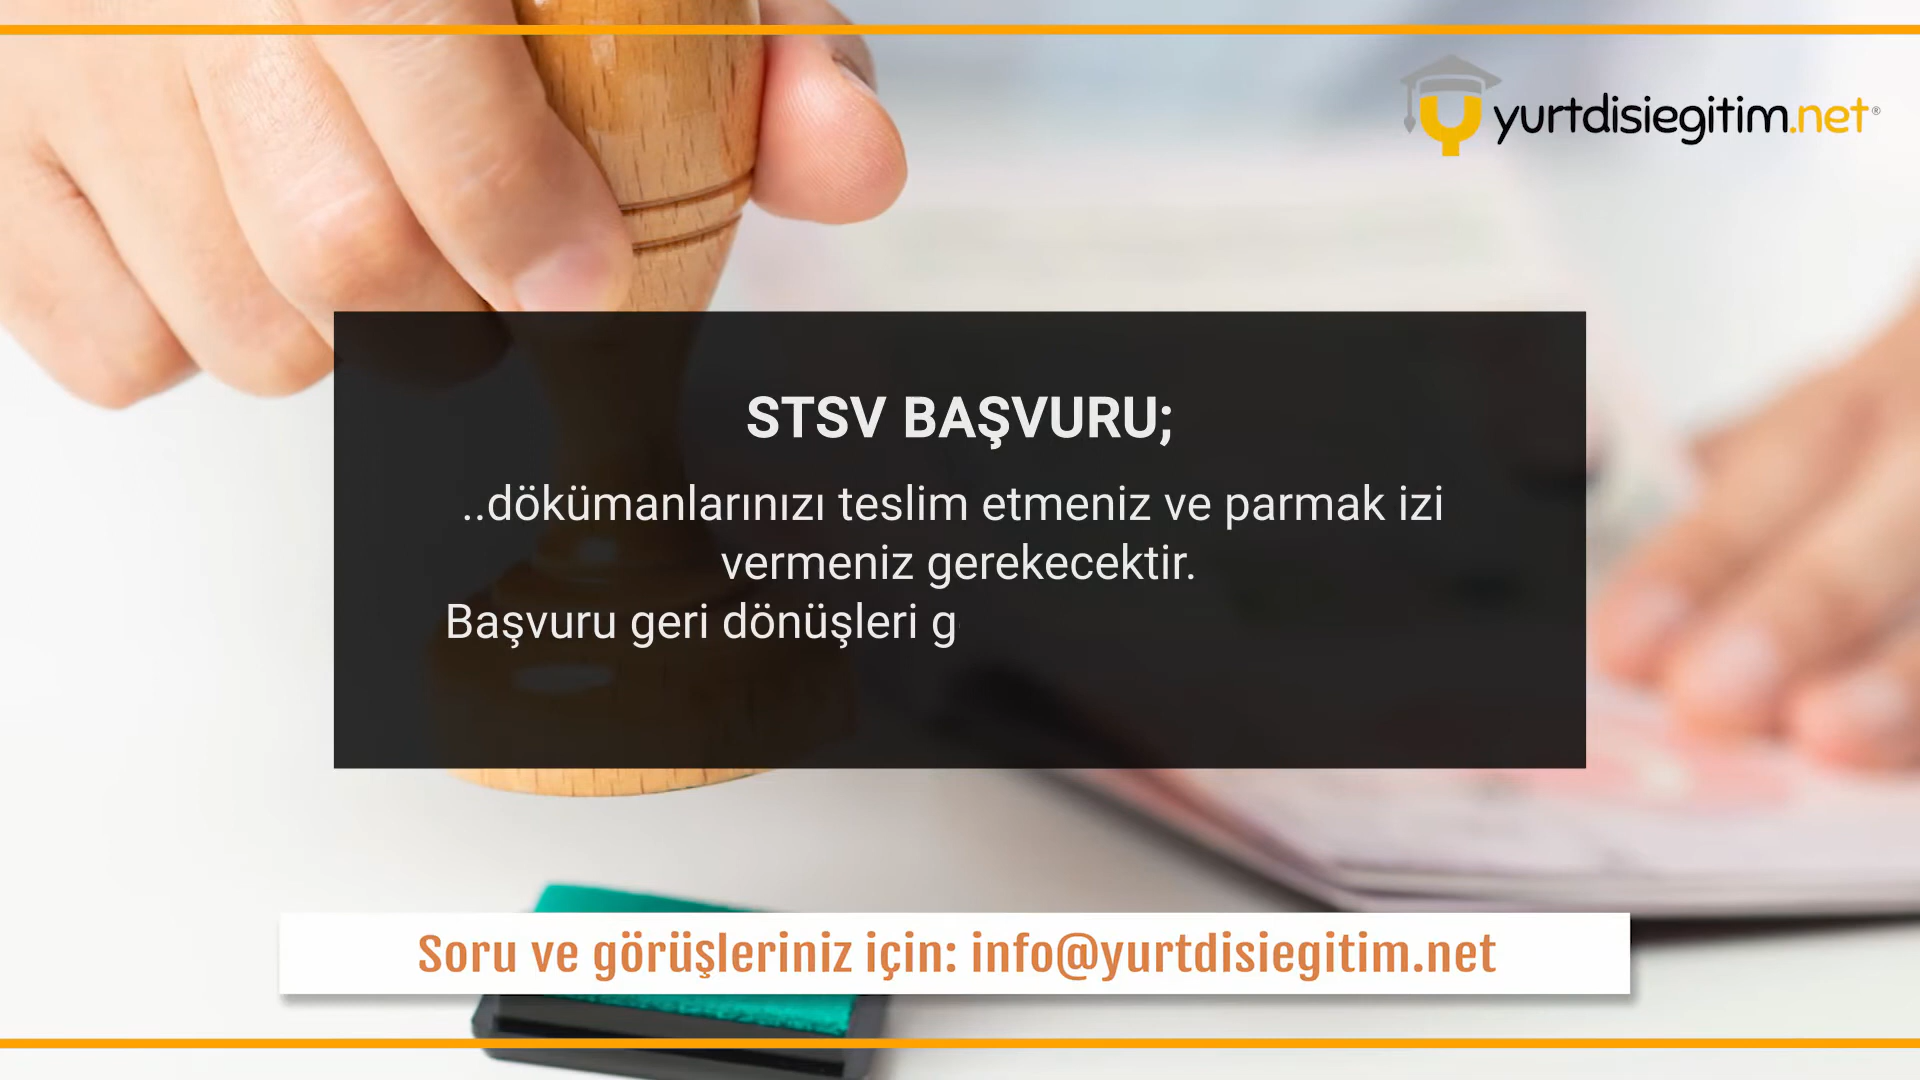 yurtdisiegitim.net®
STSV BAŞVURU;
..dökümanlarınızı teslim etmeniz ve parmak izi
vermeniz gerekecektir.
Başvuru geri dönüşleri g
Soru ve görüşleriniz için: info@yurtdisiegitim.net